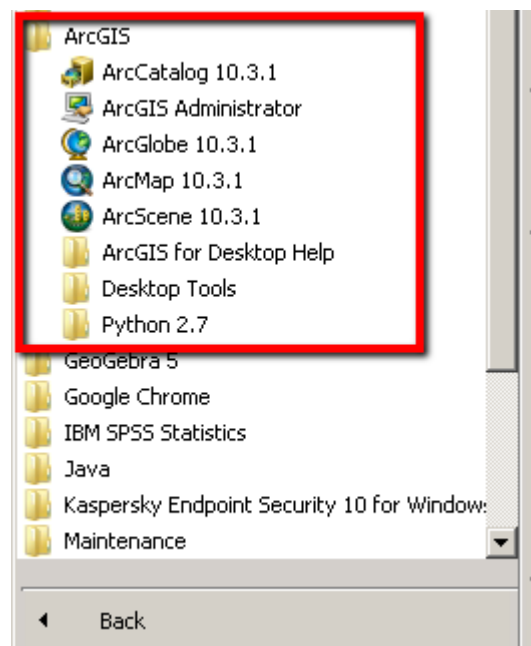 ArcGIS
ArcCatalog 10.3.1
ArcGIS Administrator
ArcGlobe 10.3.1
ArcMap 10.3.1
ArcScene 10.3.1
ArcGIS for Desktop Help
Desktop Tools
Python 2.7
GeoGebra 5
Google Chrome
IBM SPSS Statistics
Java
Kaspersky Endpoint Security 10 for Window
Maintenance
Back